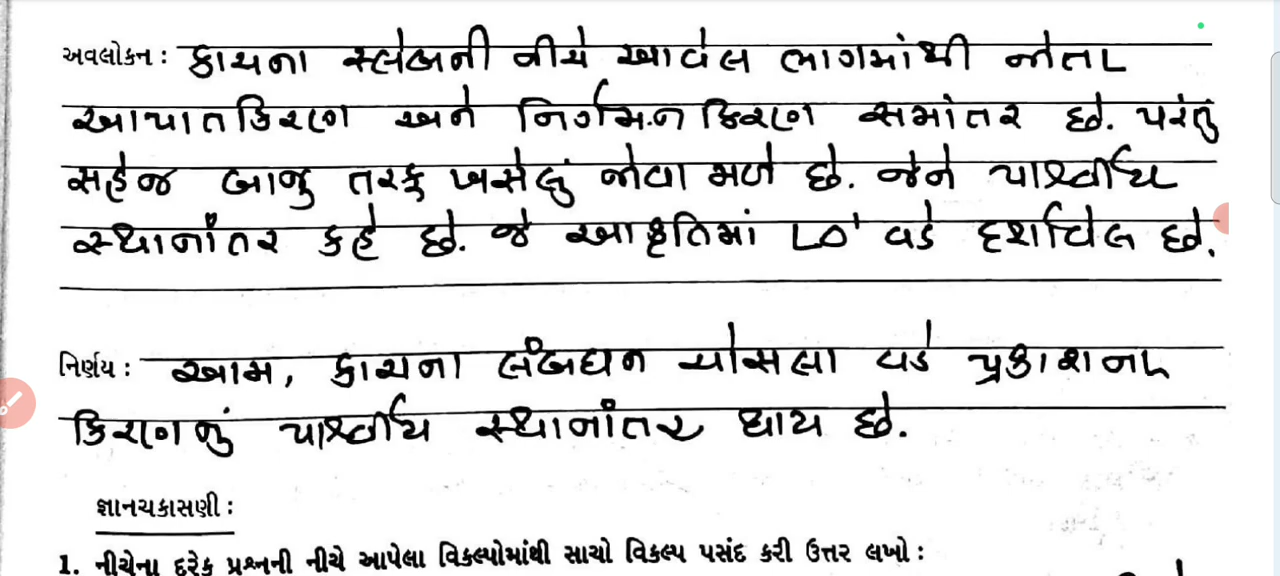 અવલોકન : કાચના સ્લેબની નીચે આવેલ ભાગમાંથી જોતા
આપાતકિરણ અને નિર્ગમન કિરણ સમાંતર છે. પરંતુ
સહેજ બાજુ તરફ ખસેલું જોવા મળે છે. જેને પાર્શ્વીય
સ્થાનાંતર કહે છે. જે આકૃતિમાં LO' વડે દર્શાવેલ છે.
નિર્ણય : આમ, કાચના લંબઘન ચોસલા વડે પ્રકાશના
કિરણનું પાર્શ્વીય સ્થાનાંતર થાય છે.
જ્ઞાનચકાસણી :
1. નીચેના દરેક પ્રશ્નની નીચે આપેલા વિકલ્પોમાંથી સાચો વિકલ્પ પસંદ કરી ઉત્તર લખો :